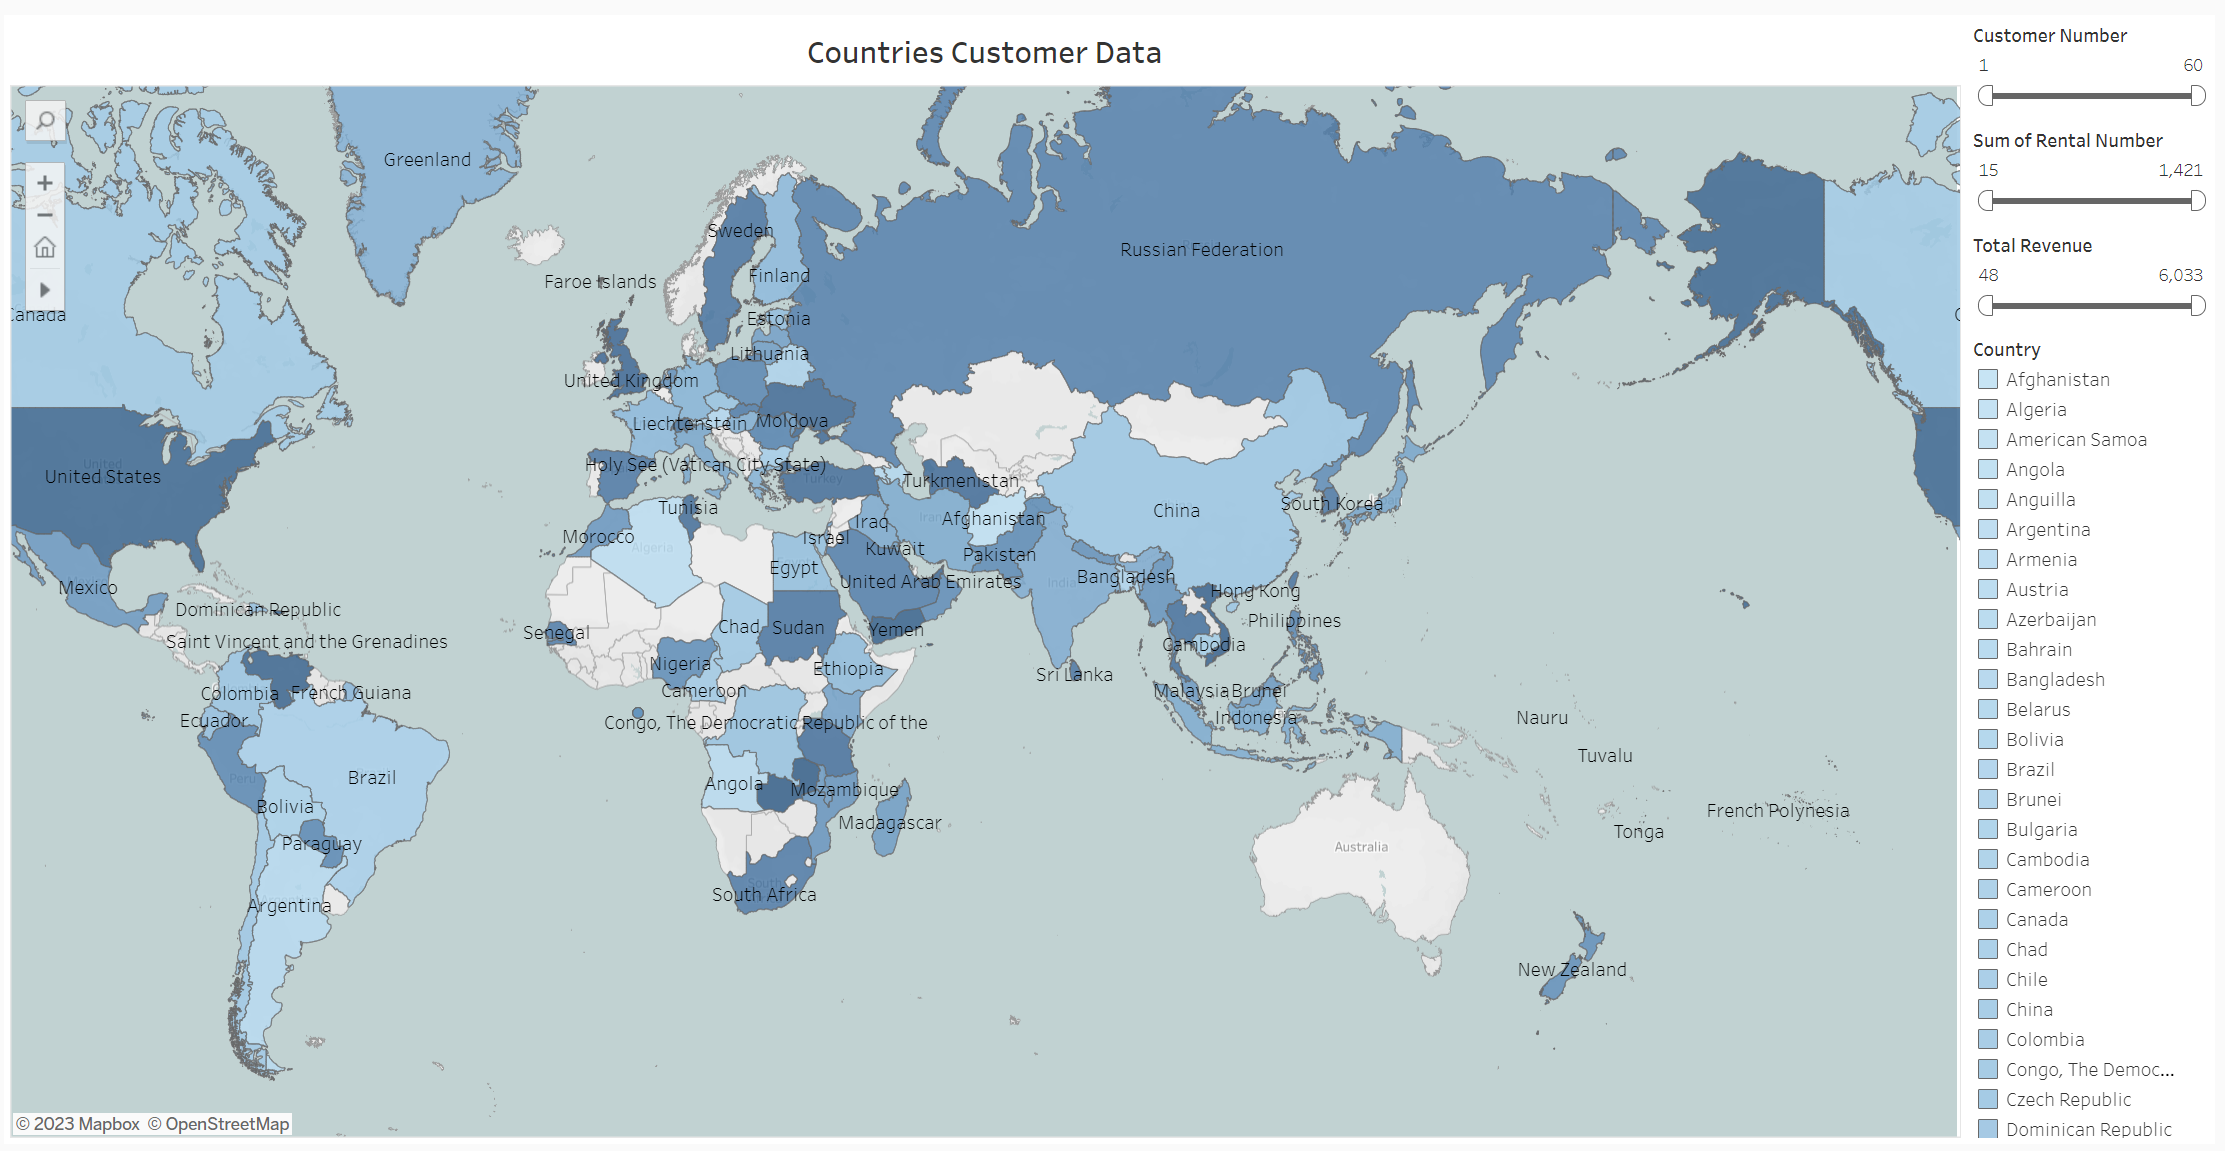 Countries Customer Data
Greenland
Sweden
Russian Federation
Finland
Faroe Islands
Estonia
Lithuania
United Kingdom
Liechtenstein
Moldova
Holy See (Vatican City State)
United States
United
Turkey
Turkmenistan
Tunisia
South Korea
China
Iraq
Iran
Afghanistan
Morocco
Algeria
Israel
Kuwait
Pakistan
Egypt
United Arab Emirates
India
Bangladesh
Mexico
Hong Kong
Dominican Republic
Philippines
Senegal
Chad
Sudan
Yemen
Saint Vincent and the Grenadines
Cambodia
Nigeria
Ethiopia
Sri Lanka
Colombia
French Guiana
Cameroon
Malaysia
Brunei
Ecuador
Congo, The Democratic Republic of the
Indonesia
Nauru
Tuvalu
Peru
Brazil
Angola
Mozambique
Bolivia
French Polynesia
Madagascar
Tonga
Paraguay
Australia
South
South Africa
Argentina
New Zealand
© 2023 Mapbox © OpenStreetMap
Customer Number
1 60
Sum of Rental Number
15 1,421
Total Revenue
48 6,033
Country
Afghanistan
Algeria
American Samoa
Angola
Anguilla
Argentina
Armenia
Austria
Azerbaijan
Bahrain
Bangladesh
Belarus
Bolivia
Brazil
Brunei
Bulgaria
Cambodia
Cameroon
Canada
Chad
Chile
China
Colombia
Congo, The Democ...
Czech Republic
Dominican Republic